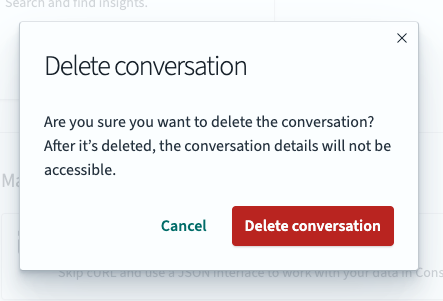 Search and find insights.
Delete conversation
Are you sure you want to delete the conversation?
After it’s deleted, the conversation details will not be
accessible.
Ma
Cancel
Delete conversation
Skip cURL and use a JSON interface to work with your data in Cons